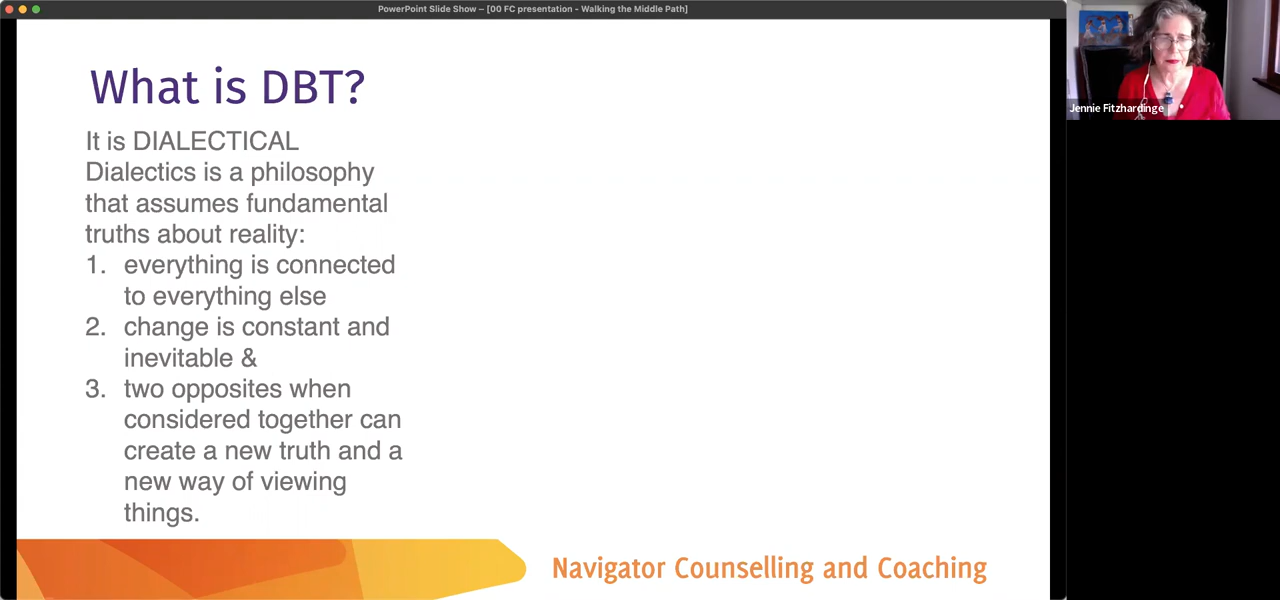 PowerPoint Slide Show – [00 FC presentation - Walking the Middle Path]
What is DBT?
It is DIALECTICAL
Dialectics is a philosophy
that assumes fundamental
truths about reality:
1. everything is connected
to everything else
2. change is constant and
inevitable &
3. two opposites when
considered together can
create a new truth and a
new way of viewing
things.
Navigator Counselling and Coaching
Jennie Fitzhardinge